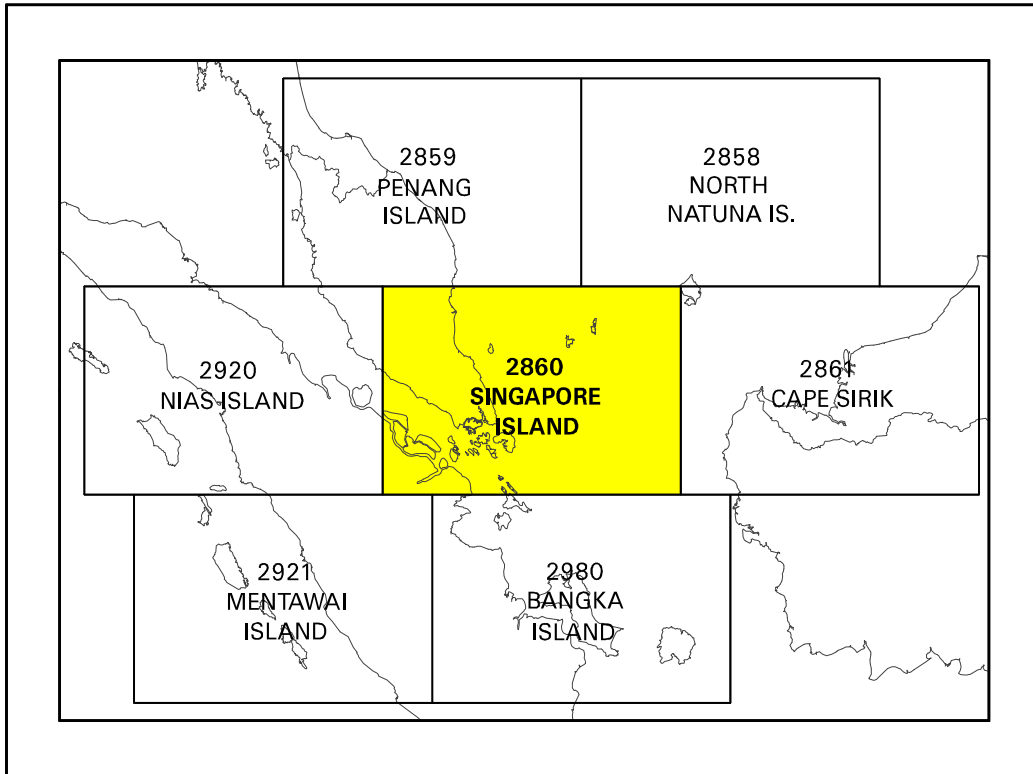 2859
PENANG
ISLAND
2858
NORTH
NATUNA IS.
2920
NIAS ISLAND
2860
SINGAPORE
ISLAND
2861
CAPE SIRIK
2921
MENTAWAI
ISLAND
2980
BANGKA
ISLAND